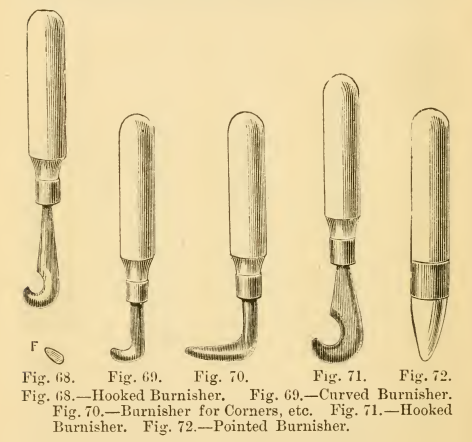 F
Fig. 68. Fig. 69. Fig. 70. Fig. 71. Fig. 72.
Fig. 68.—Hooked Burnisher. Fig. 69.—Curved Burnisher.
Fig. 70.—Burnisher for Corners, etc. Fig. 71.—Hooked
Burnisher. Fig. 72.—Pointed Burnisher.